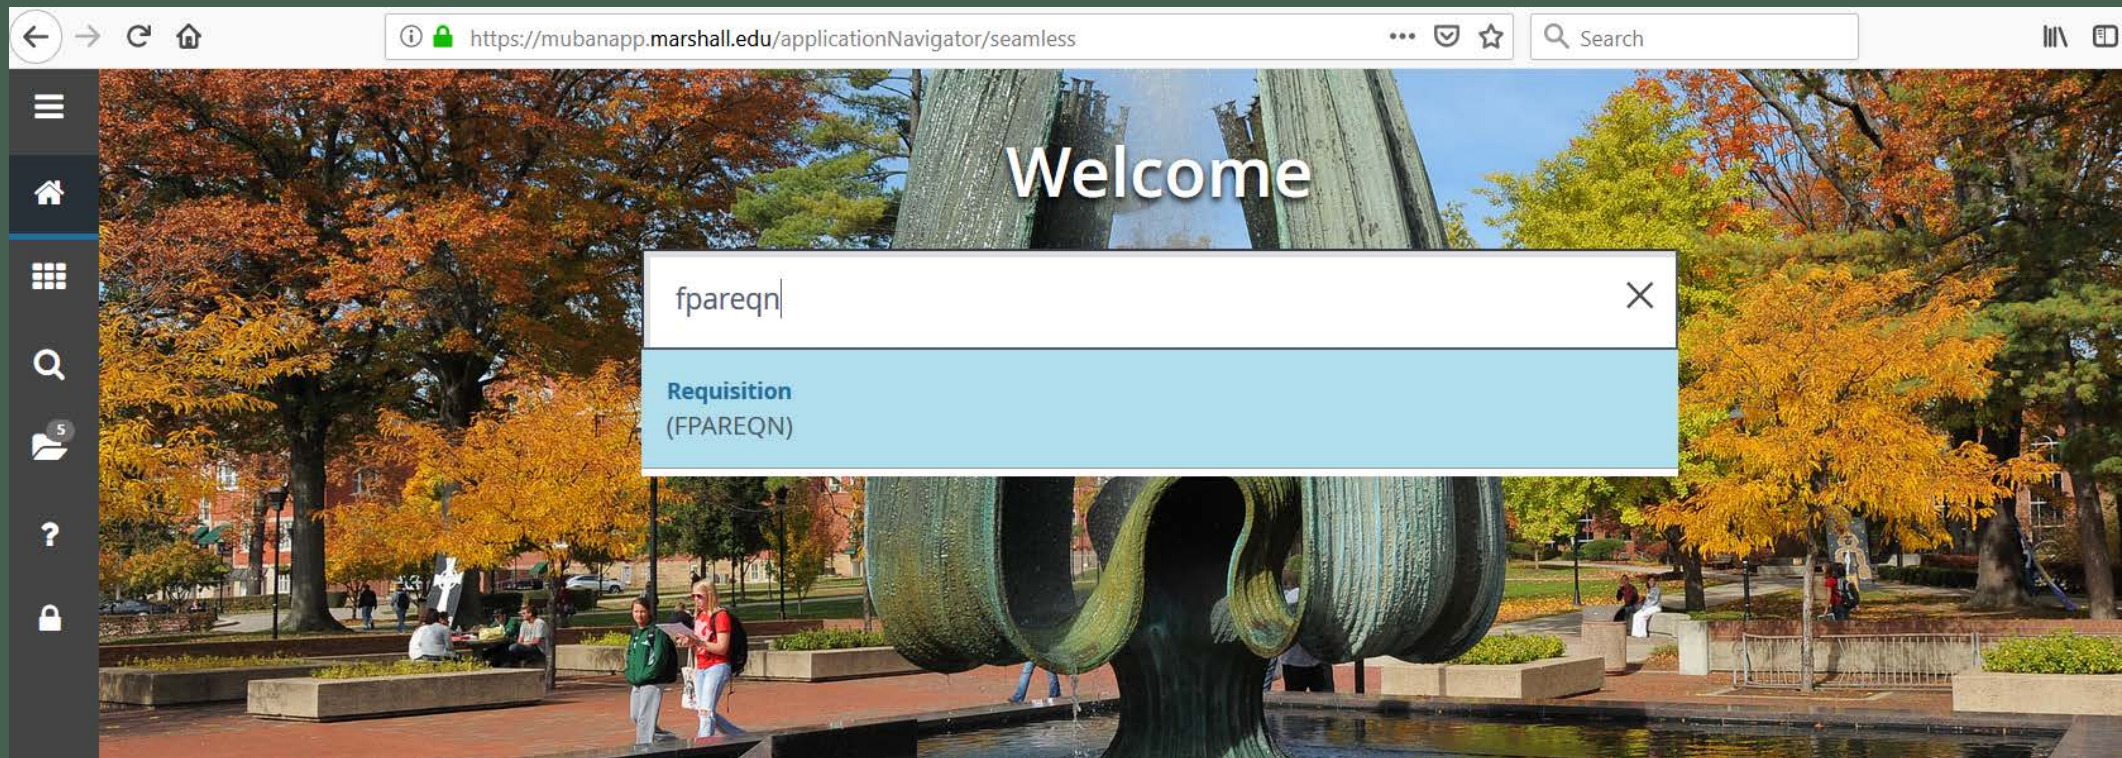 https://mubanapp.marshall.edu/applicationNavigator/seamless
Search
Welcome
fpareqn
Requisition
(FPAREQN)
5
?